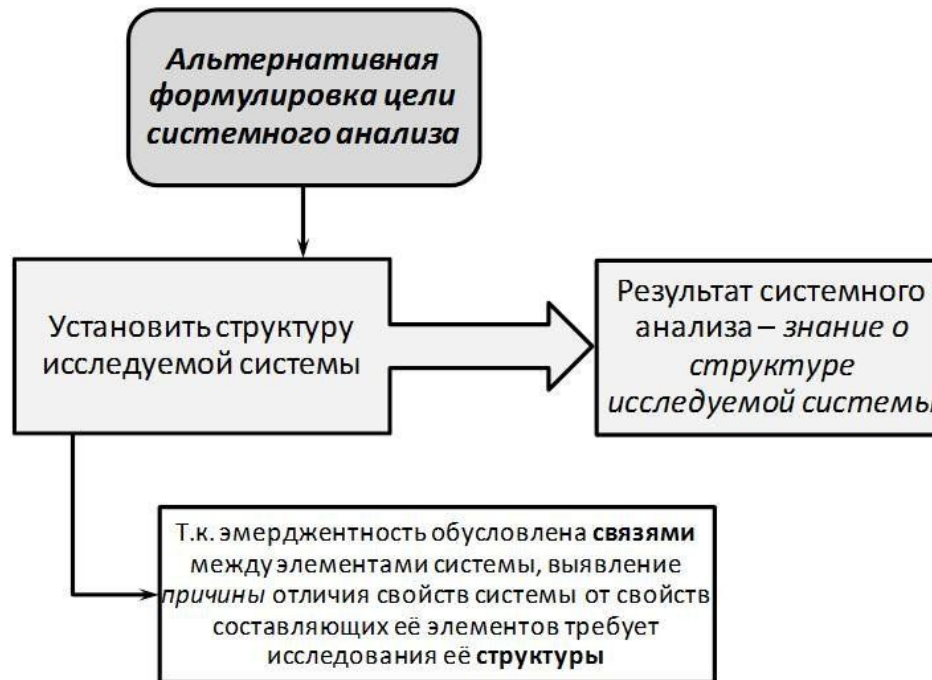 Альтернативная
формулировка цели
системного анализа
Установить структуру
исследуемой системы
Результат системного
анализа – знание о
структуре
исследуемой системы
Т.к. эмерджентность обусловлена связями
между элементами системы, выявление
причины отличия свойств системы от свойств
составляющих её элементов требует
исследования её структуры